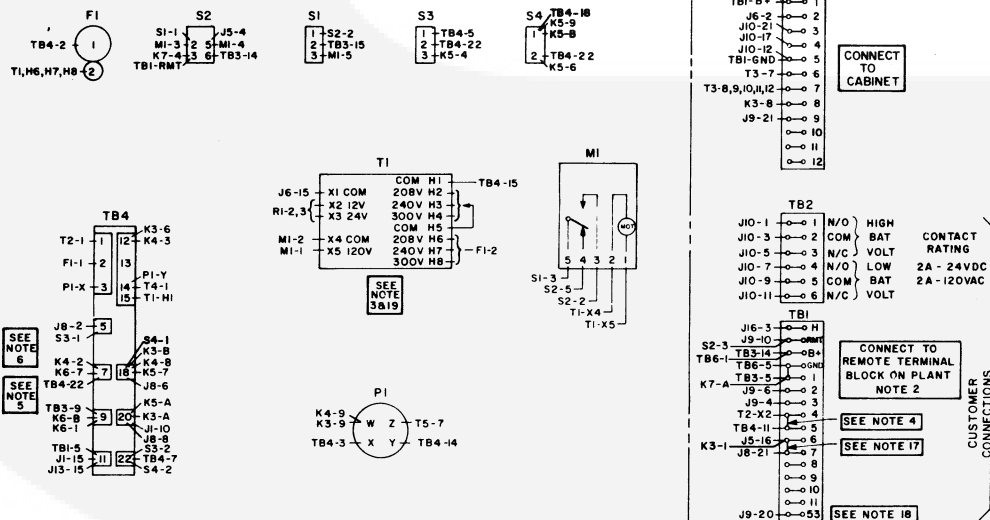 F1
TB4-2
1
T1,H6,H7,H8
2
S2
S1-1
J5-4
M1-3 2 5 M1-4
K7-4 3 6 TB3-14
TB1-RMT
S1
1 S2-2
2 TB3-15
3 M1-5
S3
1 TB4-5
2 TB4-22
3 K5-4
S4
TB4-18
K5-9
1 K5-8
2 TB4-22
K5-6
TB1-B+ 1
J6-2 2
J10-21 3
J10-17 4
J10-12
TB1-GND 5
T3-7 6
T3-8,9,10,11,12 7
K3-8 8
J9-21 9
10
11
12
CONNECT
TO
CABINET
T1
COM H1 TB4-15
J6-15 X1 COM 208V H2
R1-2,3 X2 12V 240V H3
X3 24V 300V H4
COM H5
M1-2 X4 COM 208V H6
M1-1 X5 120V 240V H7 F1-2
300V H8
SEE
NOTE
3&19
M1
MOT
5 4 3 2 1
S1-3
S2-5
S2-2
T1-X4
T1-X5
TB4
K3-6
T2-1 1 12 K4-3
F1-1 2 13
P1-Y
P1-X 3 14 T4-1
15 T1-H1
J8-2 5
S3-1
S4-1
K3-B
K4-2 K4-8
K6-7 7 18 K5-7
TB4-22 J8-6
TB3-9 K5-A
K6-B 9 20 K3-A
K6-1 J1-10
J8-8
TB1-5 S3-2
J1-15 11 22 TB4-7
J13-15 S4-2
SEE
NOTE
6
SEE
NOTE
5
P1
K4-9
K3-9 W Z T5-7
TB4-3 X Y TB4-14
TB2
J10-1 1 N/O HIGH
J10-3 2 COM BAT
J10-5 3 N/C VOLT
J10-7 4 N/O LOW
J10-9 5 COM BAT
J10-11 6 N/C VOLT
CONTACT
RATING
2A - 24VDC
2A - 120VAC
TB1
J16-3 H
J9-10 RMT
S2-3
TB3-14 B+
TB6-1
TB6-5 GND
TB3-5 1
K7-A
J9-6 2
J9-4 3
T2-X2 4
TB4-11 5
J5-16 6
K3-1
J8-21 7
8
9
10
11
J9-20 53
CONNECT TO
REMOTE TERMINAL
BLOCK ON PLANT
NOTE 2
SEE NOTE 4
SEE NOTE 17
SEE NOTE 18
CUSTOMER
CONNECTIONS